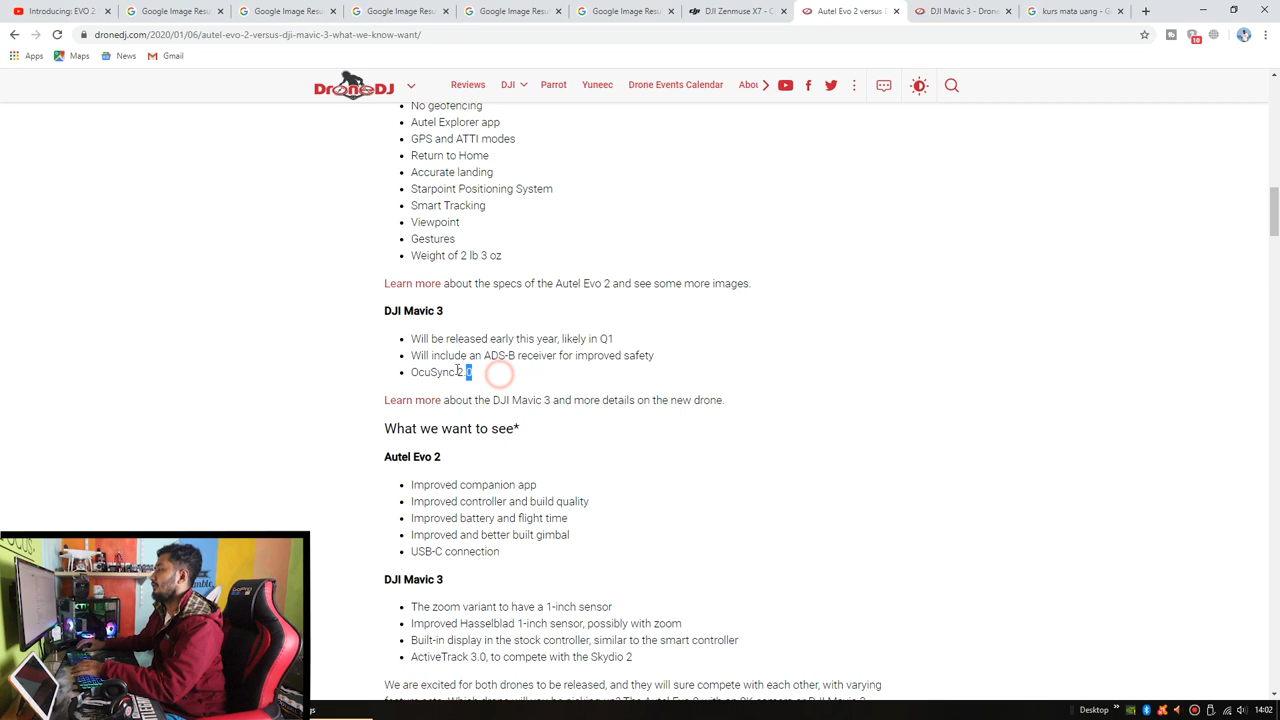 Introducing: EVO 2
Google Image Resu
Google Image Resu
Google Image Resu
Google Image Resu
Google Image Resu
DJI Zenmuse X7 - C
Autel Evo 2 versus
DJI Mavic 3 - Drone
kurs mata uang - G
dronedj.com/2020/01/06/autel-evo-2-versus-dji-mavic-3-what-we-know-want/
10
Apps Maps News Gmail
DroneDJ Reviews DJI Parrot Yuneec Drone Events Calendar Abou
No geofencing
Autel Explorer app
GPS and ATTI modes
Return to Home
Accurate landing
Starpoint Positioning System
Smart Tracking
Viewpoint
Gestures
Weight of 2 lb 3 oz
Learn more about the specs of the Autel Evo 2 and see some more images.
DJI Mavic 3
Will be released early this year, likely in Q1
Will include an ADS-B receiver for improved safety
OcuSync 2.0
Learn more about the DJI Mavic 3 and more details on the new drone.
What we want to see*
Autel Evo 2
Improved companion app
Improved controller and build quality
Improved battery and flight time
Improved and better built gimbal
USB-C connection
DJI Mavic 3
The zoom variant to have a 1-inch sensor
Improved Hasselblad 1-inch sensor, possibly with zoom
Built-in display in the stock controller, similar to the smart controller
ActiveTrack 3.0, to compete with the Skydio 2
We are excited for both drones to be released, and they will sure compete with each other, with varying
Desktop 14:02